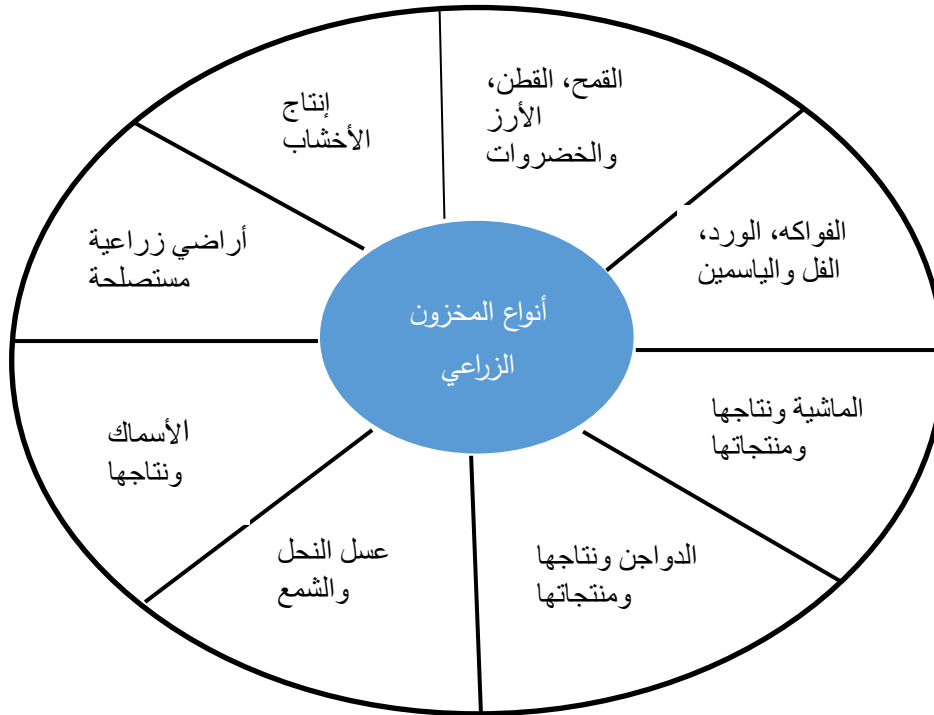 أنواع المخزون
الزراعي
القمح، القطن،
الأرز
والخضروات
الفواكه، الورد،
الفل والياسمين
الماشية ونتاجها
ومنتجاتها
الدواجن ونتاجها
ومنتجاتها
عسل النحل
والشمع
الأسماك
ونتاجها
أراضي زراعية
مستصلحة
إنتاج
الأخشاب